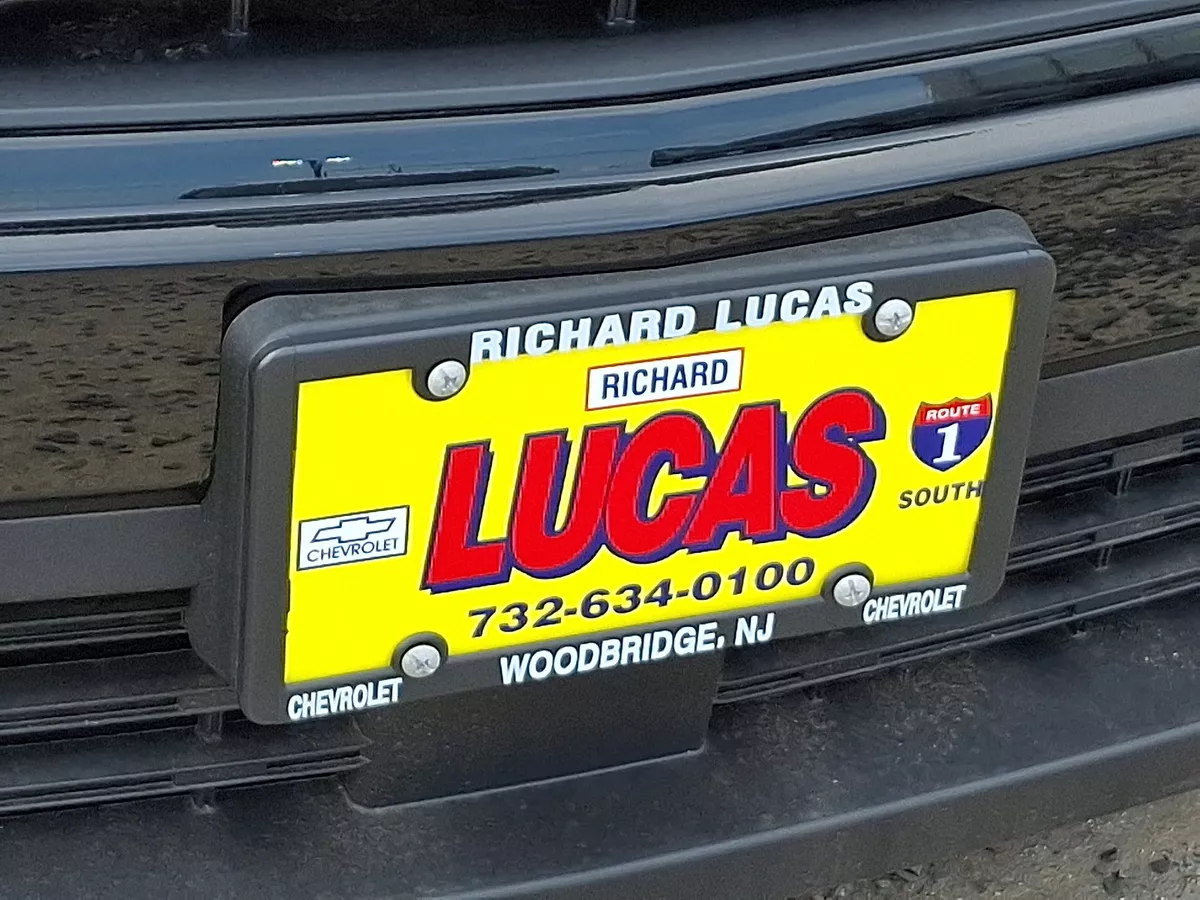 RICHARD LUCAS
RICHARD
LUCAS
ROUTE
1
SOUTH
CHEVROLET
732-634-0100
CHEVROLET
WOODBRIDGE, NJ
CHEVROLET